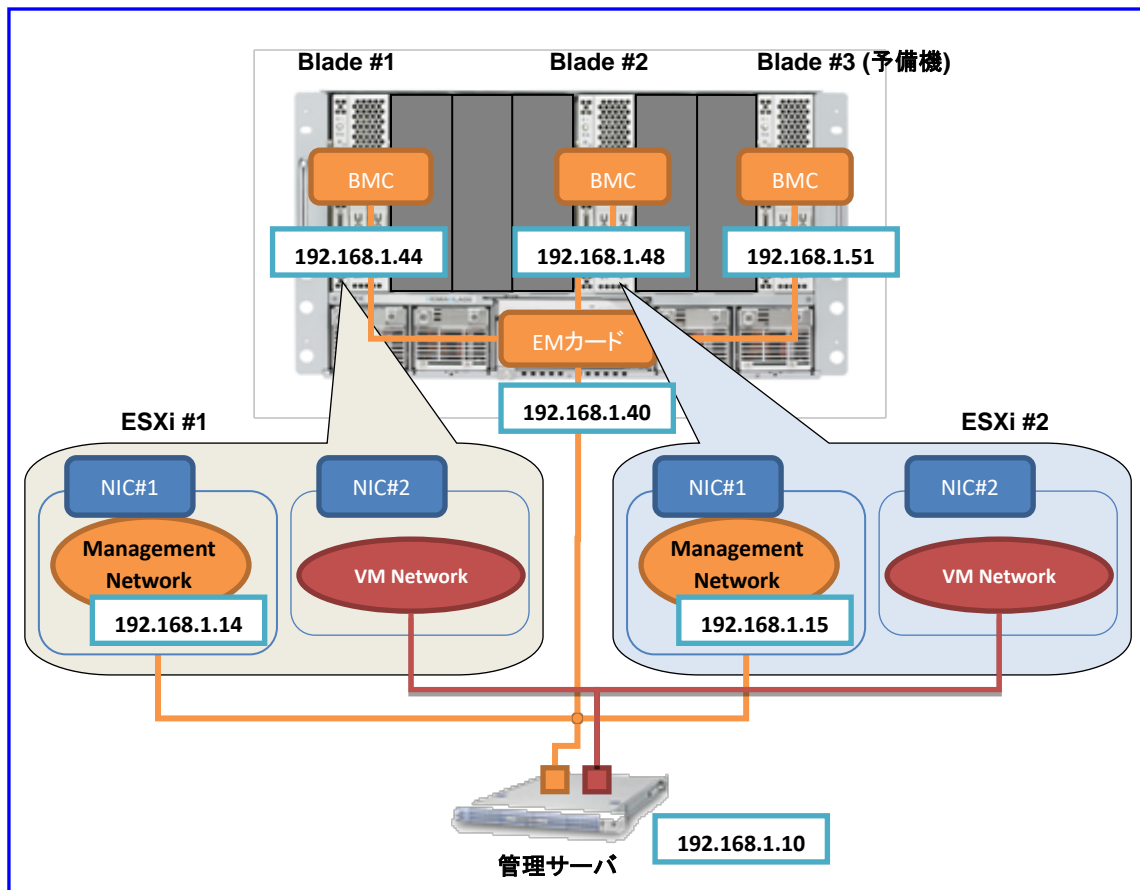 Blade #1
Blade #2
Blade #3 (予備機)
BMC
BMC
BMC
192.168.1.44
192.168.1.48
192.168.1.51
EMカード
192.168.1.40
ESXi #1
ESXi #2
NIC#1
NIC#2
NIC#1
NIC#2
Management
Network
VM Network
Management
Network
VM Network
192.168.1.14
192.168.1.15
192.168.1.10
管理サーバ